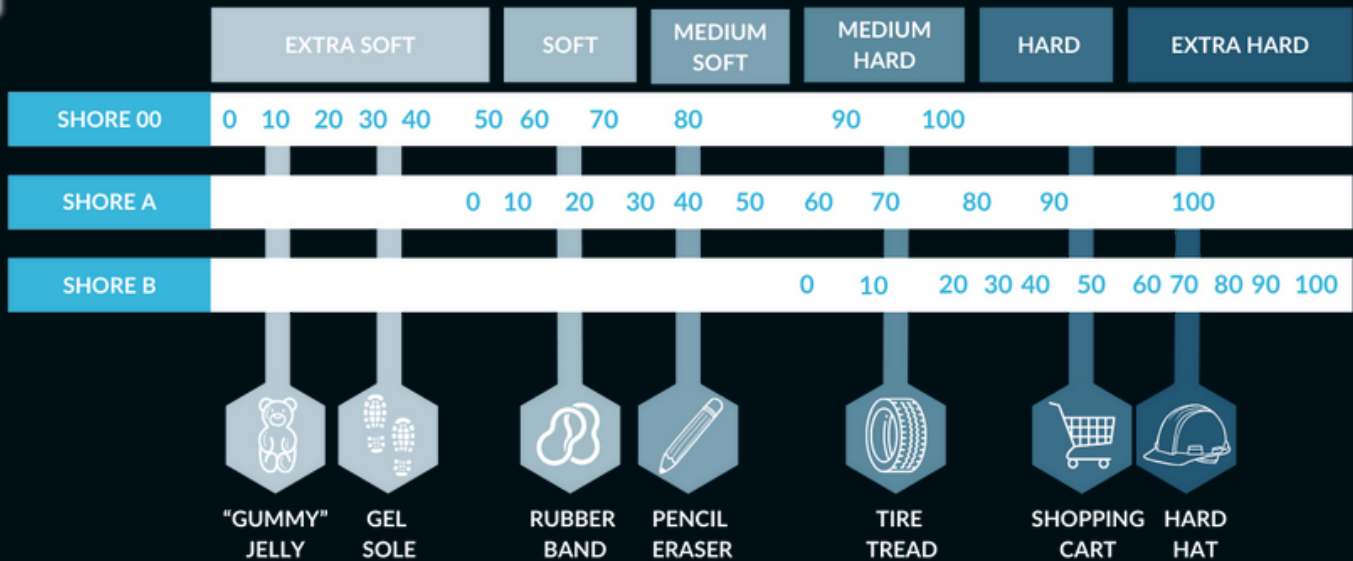 EXTRA SOFT
SOFT
MEDIUM
SOFT
MEDIUM
HARD
HARD
EXTRA HARD
SHORE 00 0 10 20 30 40 50 60 70 80 90 100
SHORE A 0 10 20 30 40 50 60 70 80 90 100
SHORE B 0 10 20 30 40 50 60 70 80 90 100
“GUMMY”
JELLY
GEL
SOLE
RUBBER
BAND
PENCIL
ERASER
TIRE
TREAD
SHOPPING
CART
HARD
HAT